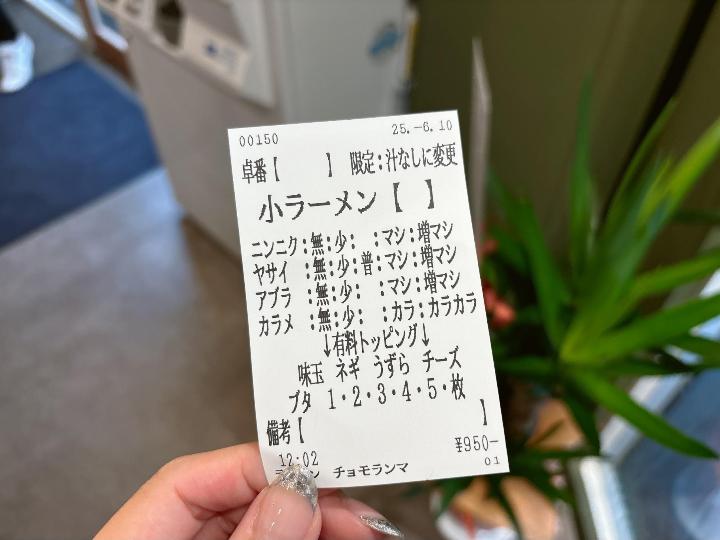 00150 25.-6.10
卓番【 】 限定:汁なしに変更
小ラーメン【 】
ニンニク:無:少: :マシ:増マシ
ヤサイ :無:少:普:マシ:増マシ
アブラ :無:少: :マシ:増マシ
カラメ :無:少: :カラ:カラカラ
↓有料トッピング↓
味玉 ネギ うずら チーズ
ブタ 1・2・3・4・5・枚
備考【 】
12:02 ¥950-
チョモランマ 01